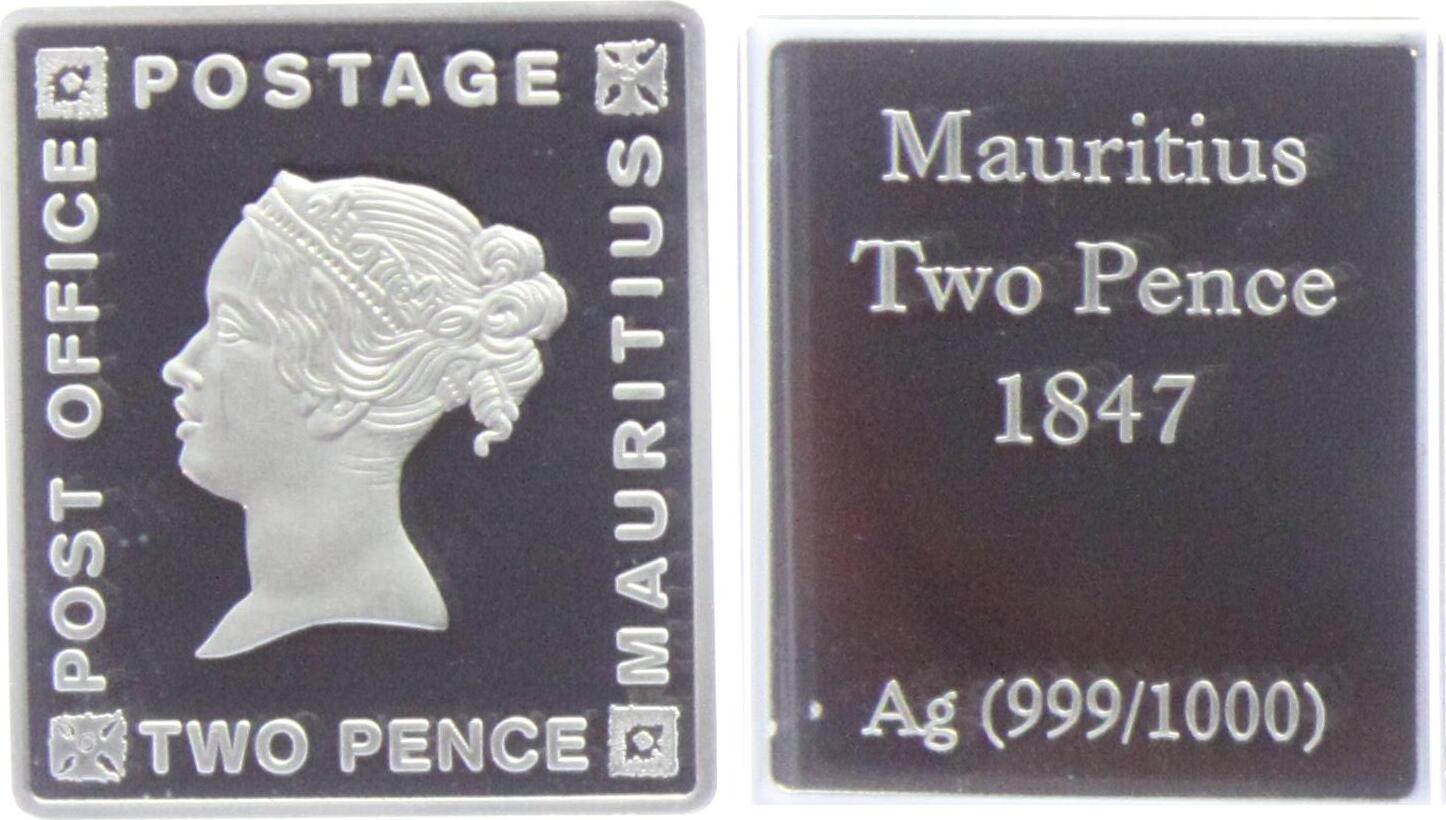 POSTAGE
POST OFFICE
MAURITIUS
TWO PENCE
Mauritius
Two Pence
1847
Ag (999/1000)